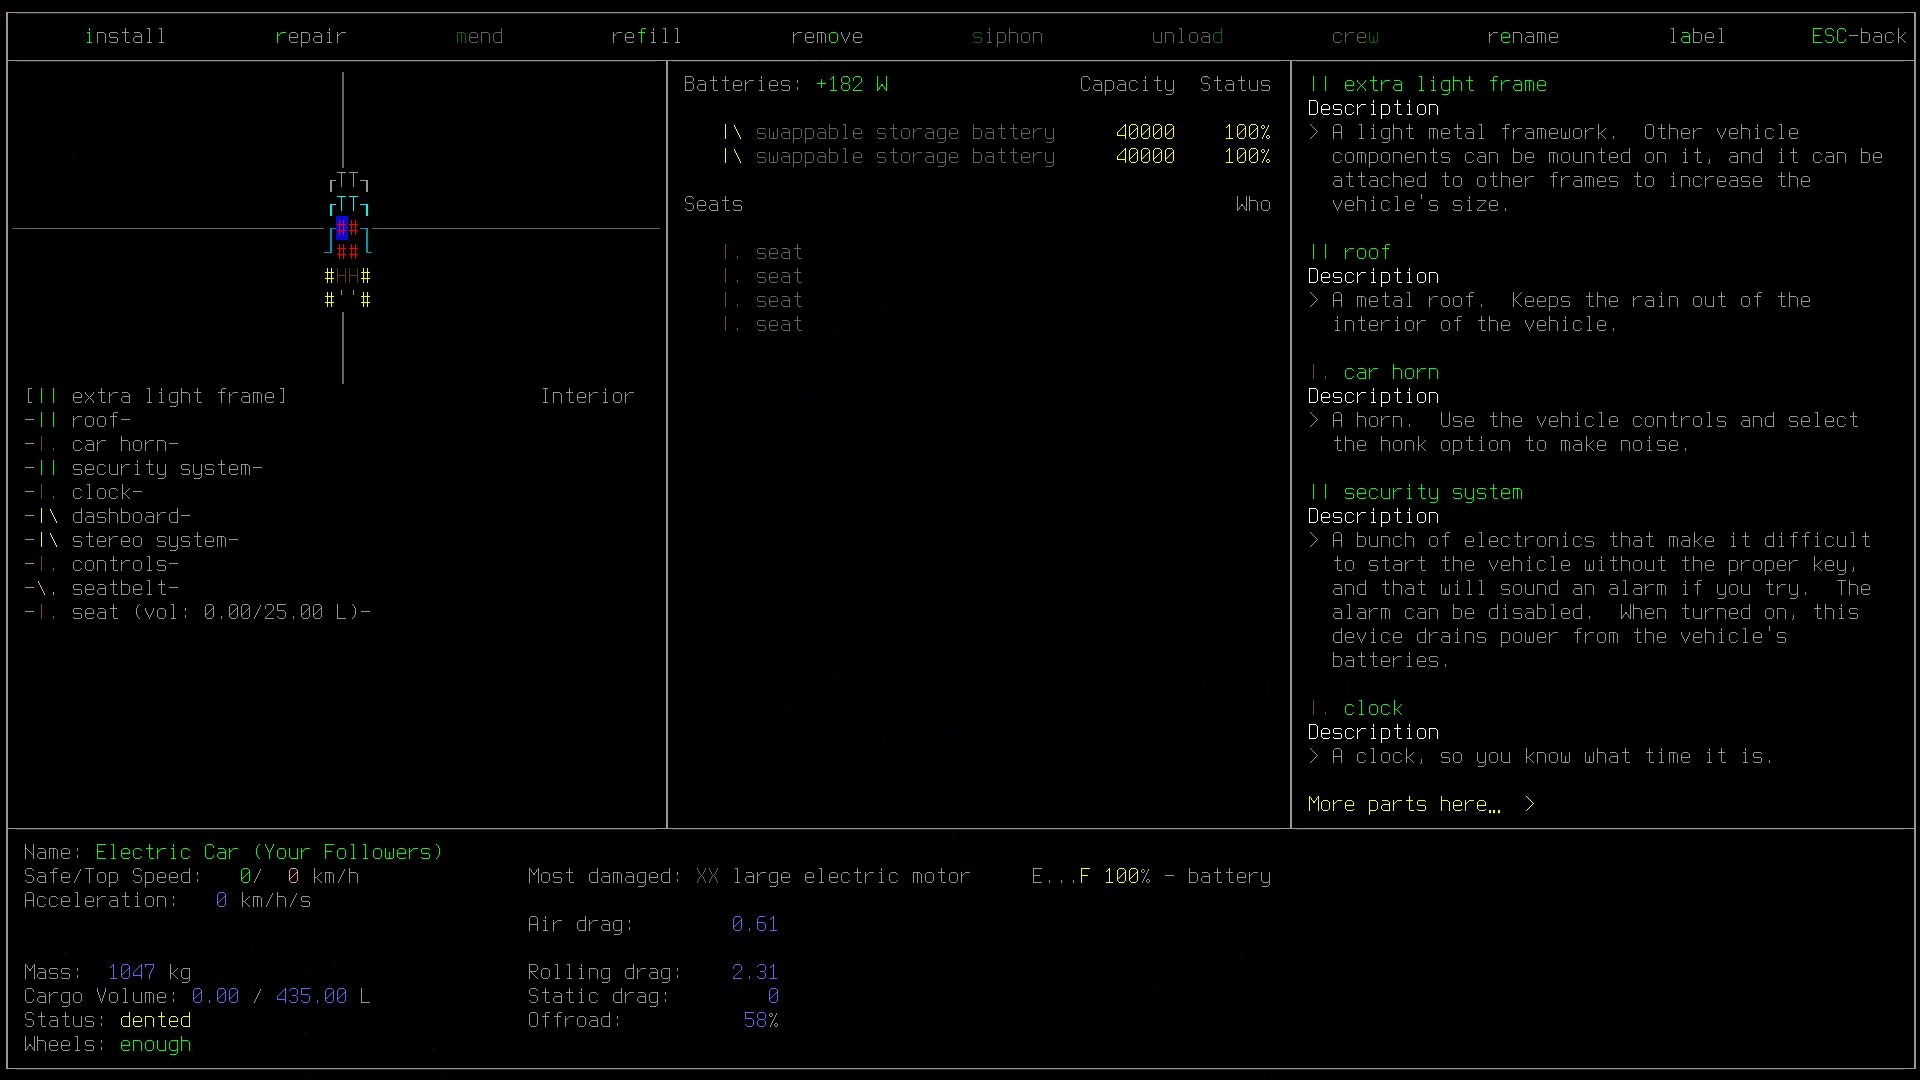 install repair mend refill remove siphon unload crew rename label ESC-back
Batteries: +182 W Capacity Status
|\ swappable storage battery 40000 100%
|\ swappable storage battery 40000 100%
Seats Who
|. seat
|. seat
|. seat
|. seat
┌TT┐
┌TT┐
##
##
#HH#
#''#
[|| extra light frame] Interior
-|| roof-
-|. car horn-
-|| security system-
-|. clock-
-|\ dashboard-
-|\ stereo system-
-|. controls-
-\. seatbelt-
-|. seat (vol: 0.00/25.00 L)-
|| extra light frame
Description
> A light metal framework.  Other vehicle
components can be mounted on it, and it can be
attached to other frames to increase the
vehicle's size.
|| roof
Description
> A metal roof.  Keeps the rain out of the
interior of the vehicle.
|. car horn
Description
> A horn.  Use the vehicle controls and select
the honk option to make noise.
|| security system
Description
> A bunch of electronics that make it difficult
to start the vehicle without the proper key,
and that will sound an alarm if you try.  The
alarm can be disabled.  When turned on, this
device drains power from the vehicle's
batteries.
|. clock
Description
> A clock, so you know what time it is.
More parts here… >
Name: Electric Car (Your Followers)
Safe/Top Speed: 0/ 0 km/h Most damaged: XX large electric motor E...F 100% - battery
Acceleration: 0 km/h/s
Air drag: 0.61
Mass: 1047 kg Rolling drag: 2.31
Cargo Volume: 0.00 / 435.00 L Static drag: 0
Status: dented Offroad: 58%
Wheels: enough